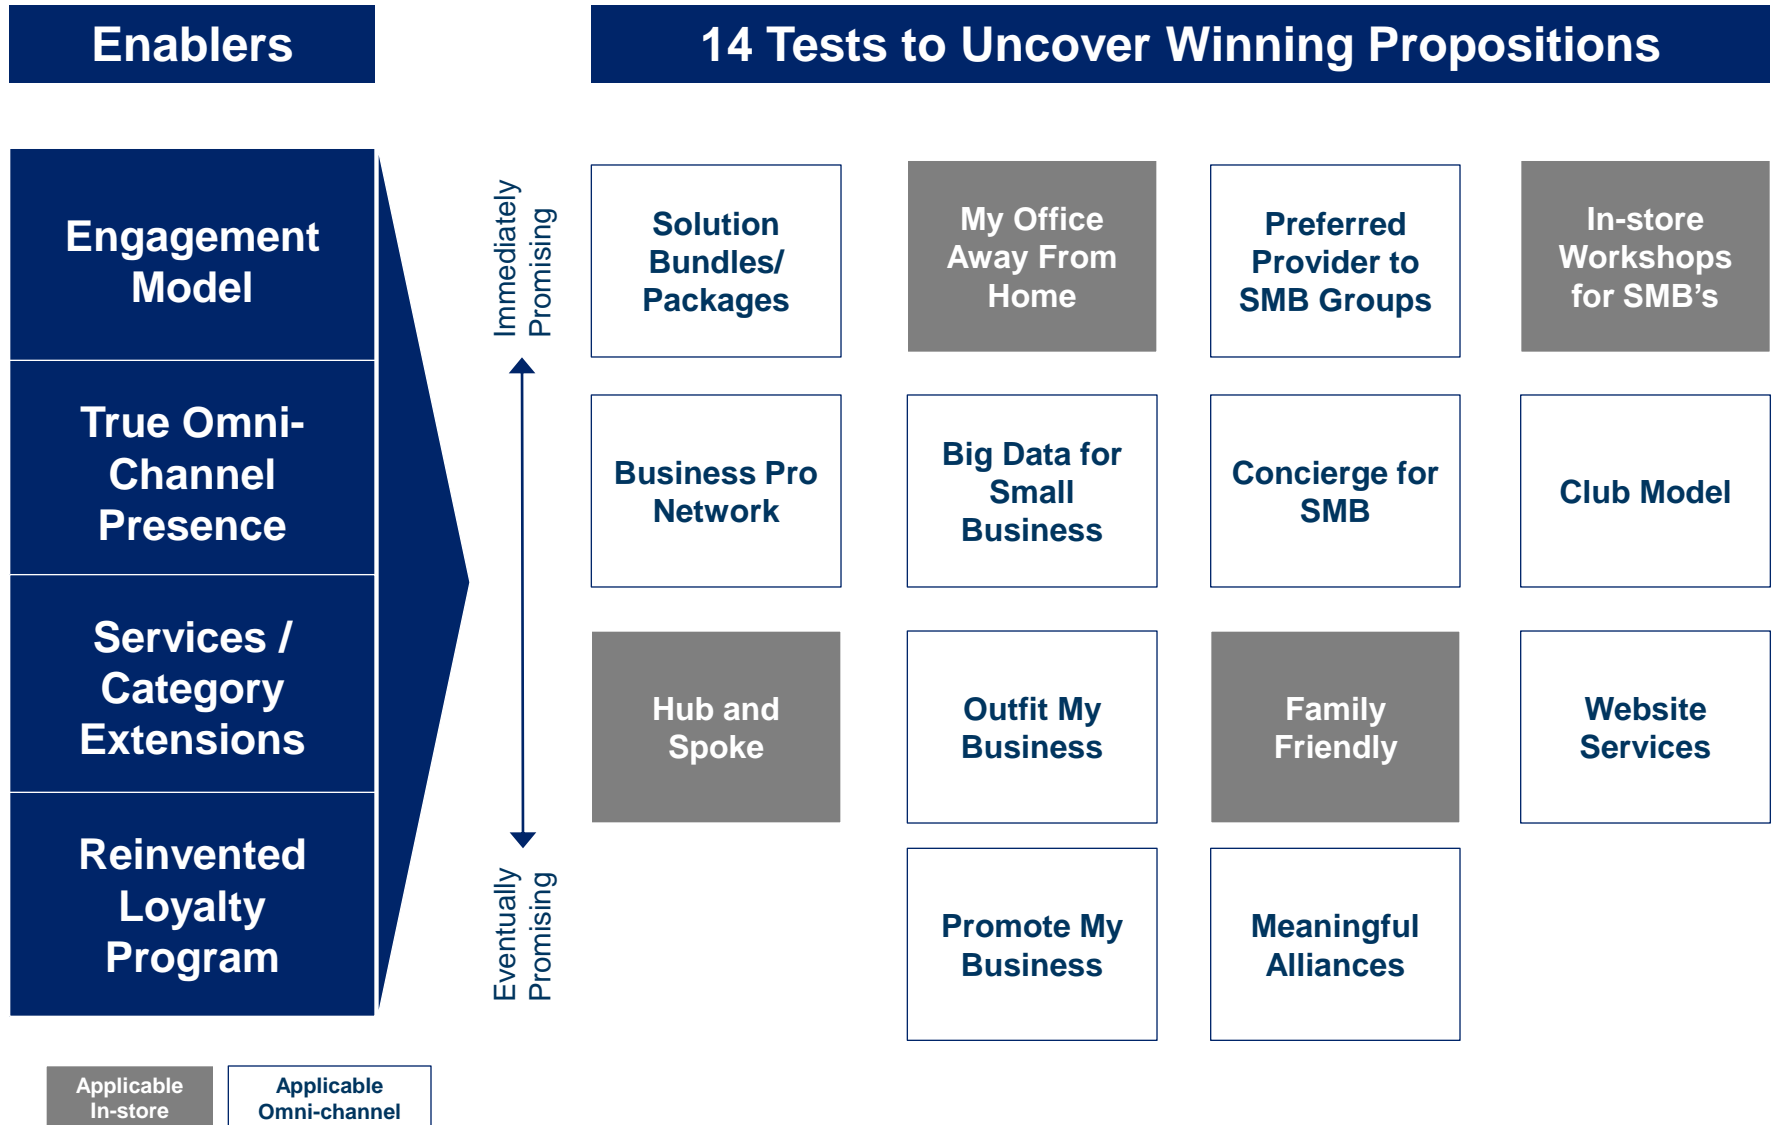 Enablers
14 Tests to Uncover Winning Propositions
Engagement
Model
True Omni-
Channel
Presence
Services /
Category
Extensions
Reinvented
Loyalty
Program
Immediately
Promising
Eventually
Promising
Solution
Bundles/
Packages
My Office
Away From
Home
Preferred
Provider to
SMB Groups
In-store
Workshops
for SMB’s
Business Pro
Network
Big Data for
Small
Business
Concierge for
SMB
Club Model
Hub and
Spoke
Outfit My
Business
Family
Friendly
Website
Services
Promote My
Business
Meaningful
Alliances
Applicable
In-store
Applicable
Omni-channel